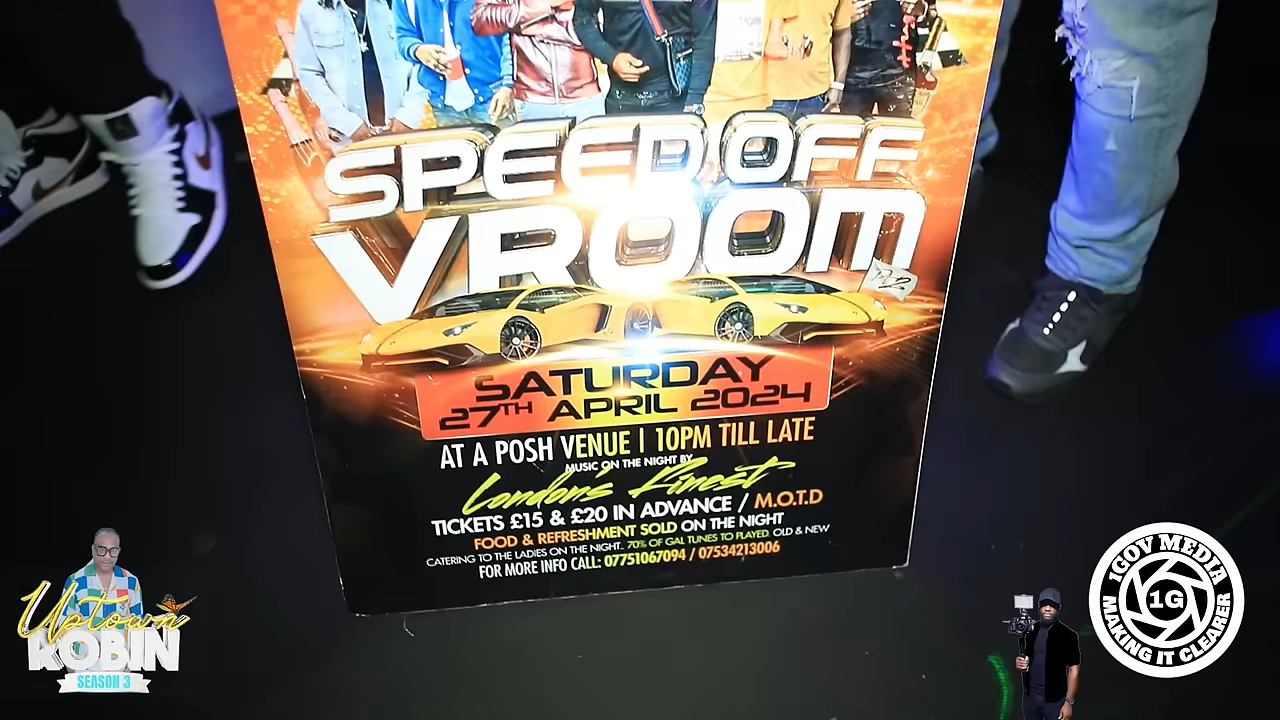 SPEED OFF
VROOM
SATURDAY
27TH APRIL 2024
AT A POSH VENUE | 10PM TILL LATE
MUSIC ON THE NIGHT BY
London's Finest
TICKETS £15 & £20 IN ADVANCE / M.O.T.D
FOOD & REFRESHMENT SOLD ON THE NIGHT
CATERING TO THE LADIES ON THE NIGHT. 70% OF GAL TUNES TO PLAYED. OLD & NEW
FOR MORE INFO CALL: 07751067094 / 07534213006
Uptown
ROBIN
SEASON 3
1GOV MEDIA
1G
MAKING IT CLEARER